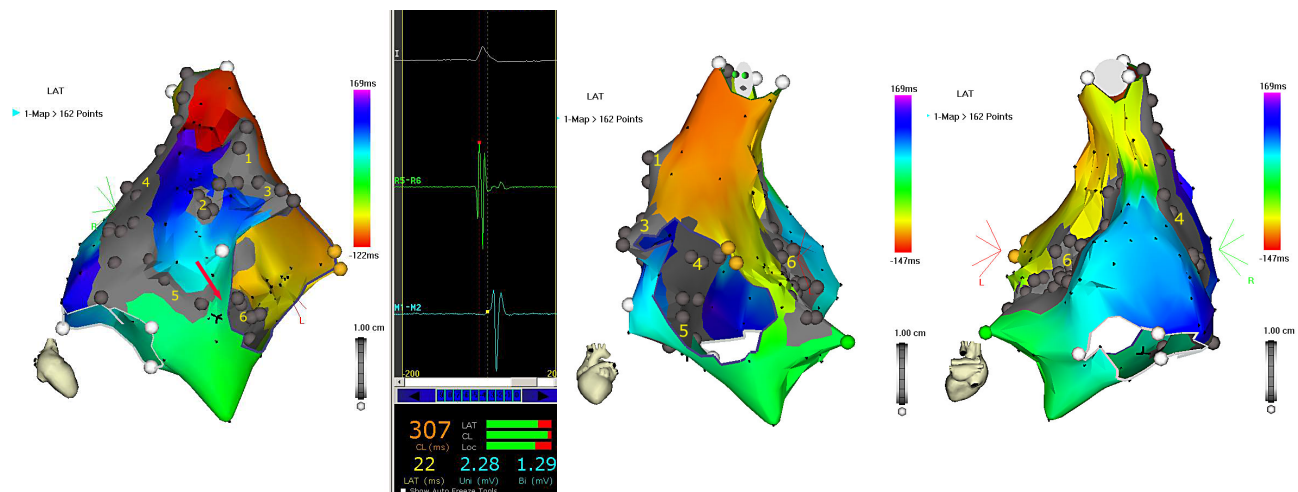 LAT
1-Map > 162 Points
169ms
-122ms
1.00 cm
R
L
1
2
3
4
5
6
I
R5-R6
M1-M2
-200
20
307
CL (ms)
LAT
CL
Loc
22
2.28
1.29
LAT (ms)
Uni (mV)
Bi (mV)
Show Auto Freeze Tools
LAT
1-Map > 162 Points
169ms
-147ms
1.00 cm
1
3
4
5
6
LAT
1-Map > 162 Points
169ms
-147ms
1.00 cm
L
R
4
6